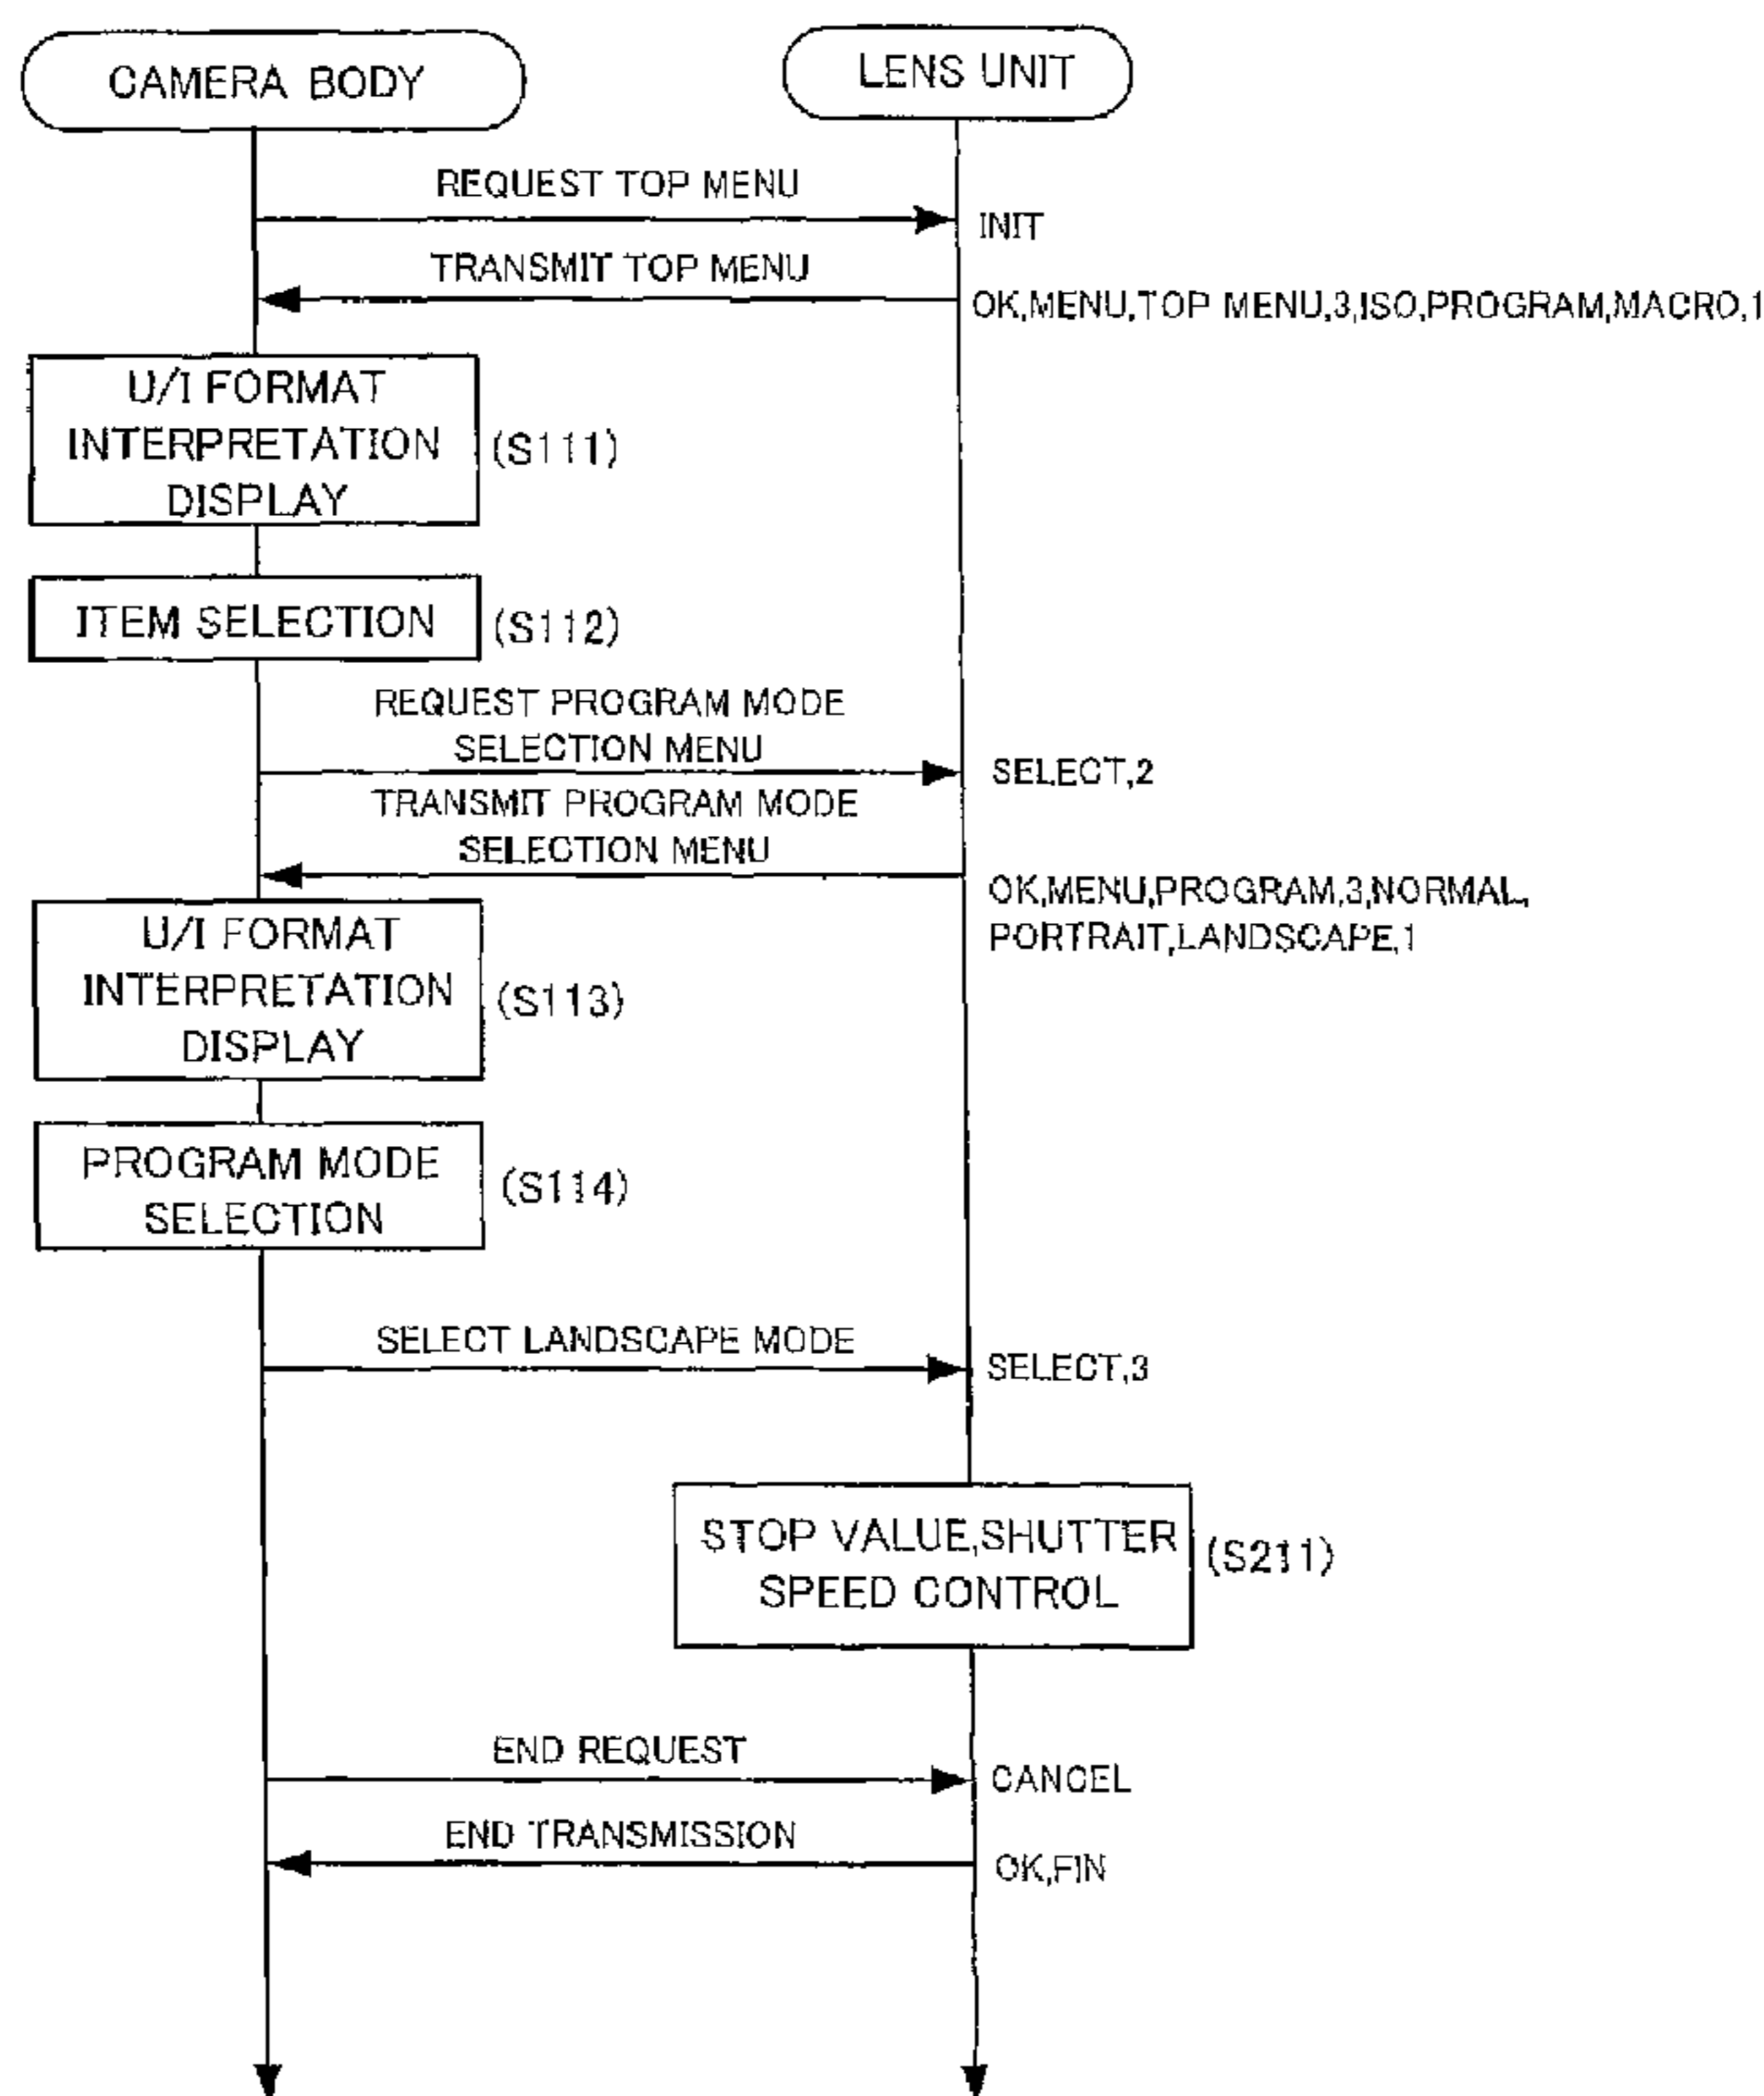 CAMERA BODY
LENS UNIT
REQUEST TOP MENU
INIT
TRANSMIT TOP MENU
OK,MENU,TOP MENU,3,ISO,PROGRAM,MACRO,1
U/I FORMAT
INTERPRETATION
DISPLAY
(S111)
ITEM SELECTION
(S112)
REQUEST PROGRAM MODE
SELECTION MENU
SELECT,2
TRANSMIT PROGRAM MODE
SELECTION MENU
OK,MENU,PROGRAM,3,NORMAL,
PORTRAIT,LANDSCAPE,1
U/I FORMAT
INTERPRETATION
DISPLAY
(S113)
PROGRAM MODE
SELECTION
(S114)
SELECT LANDSCAPE MODE
SELECT,3
STOP VALUE,SHUTTER
SPEED CONTROL
(S211)
END REQUEST
CANCEL
END TRANSMISSION
OK,FIN